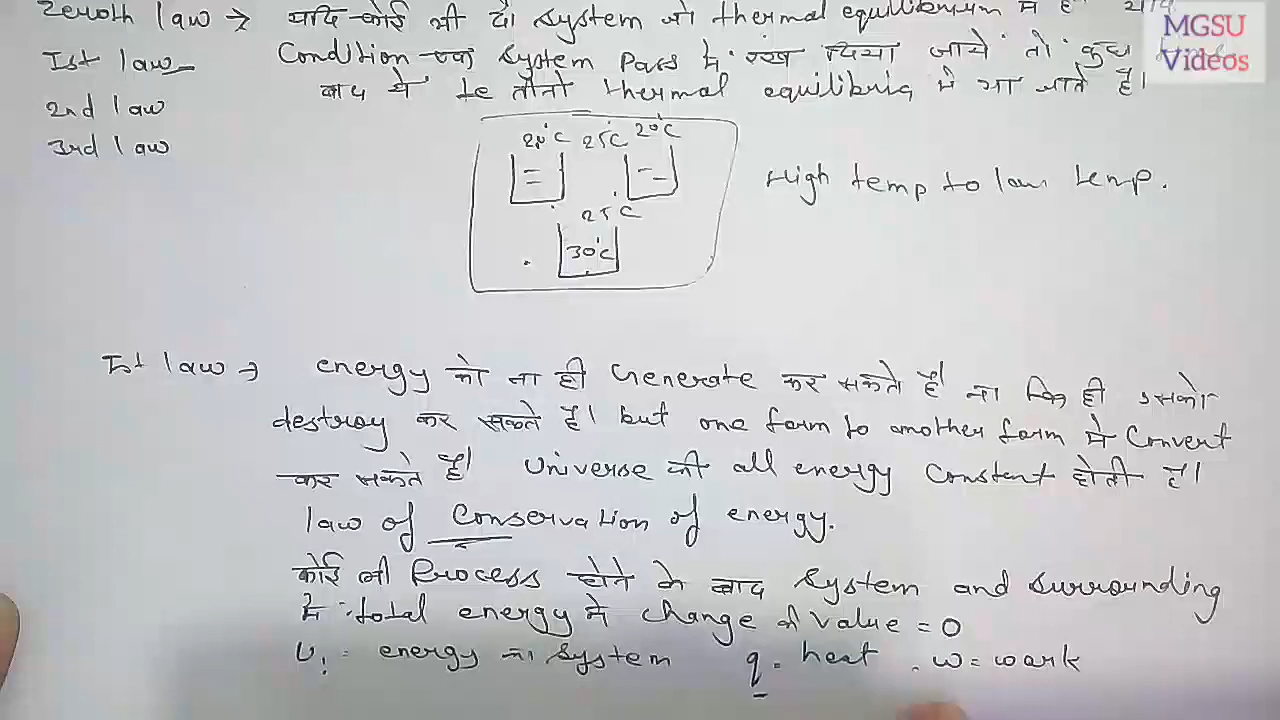 Zeroth law → यदि कोई भी दो system जो thermal equilibrium में है
Ist law
Condition एक system pass में रख दिया जाये तो कुछ
बाद ये te तीनो thermal equilibria में आ जाते है।
2nd law
3rd law
MGSU
Videos
25°C 20°C
25°C
30°C
High temp to low temp.
Ist law → energy को ना ही Generate कर सकते है ना कि ही उसको
destroy कर सकते है। but one form to another form मे Convert
कर सकते है। Universe की all energy Constant होती है।
law of Conservation of energy.
कोई भी Process होने के बाद system and surrounding
मे total energy मे change की value = 0
U1 = energy system q = heat . w = work